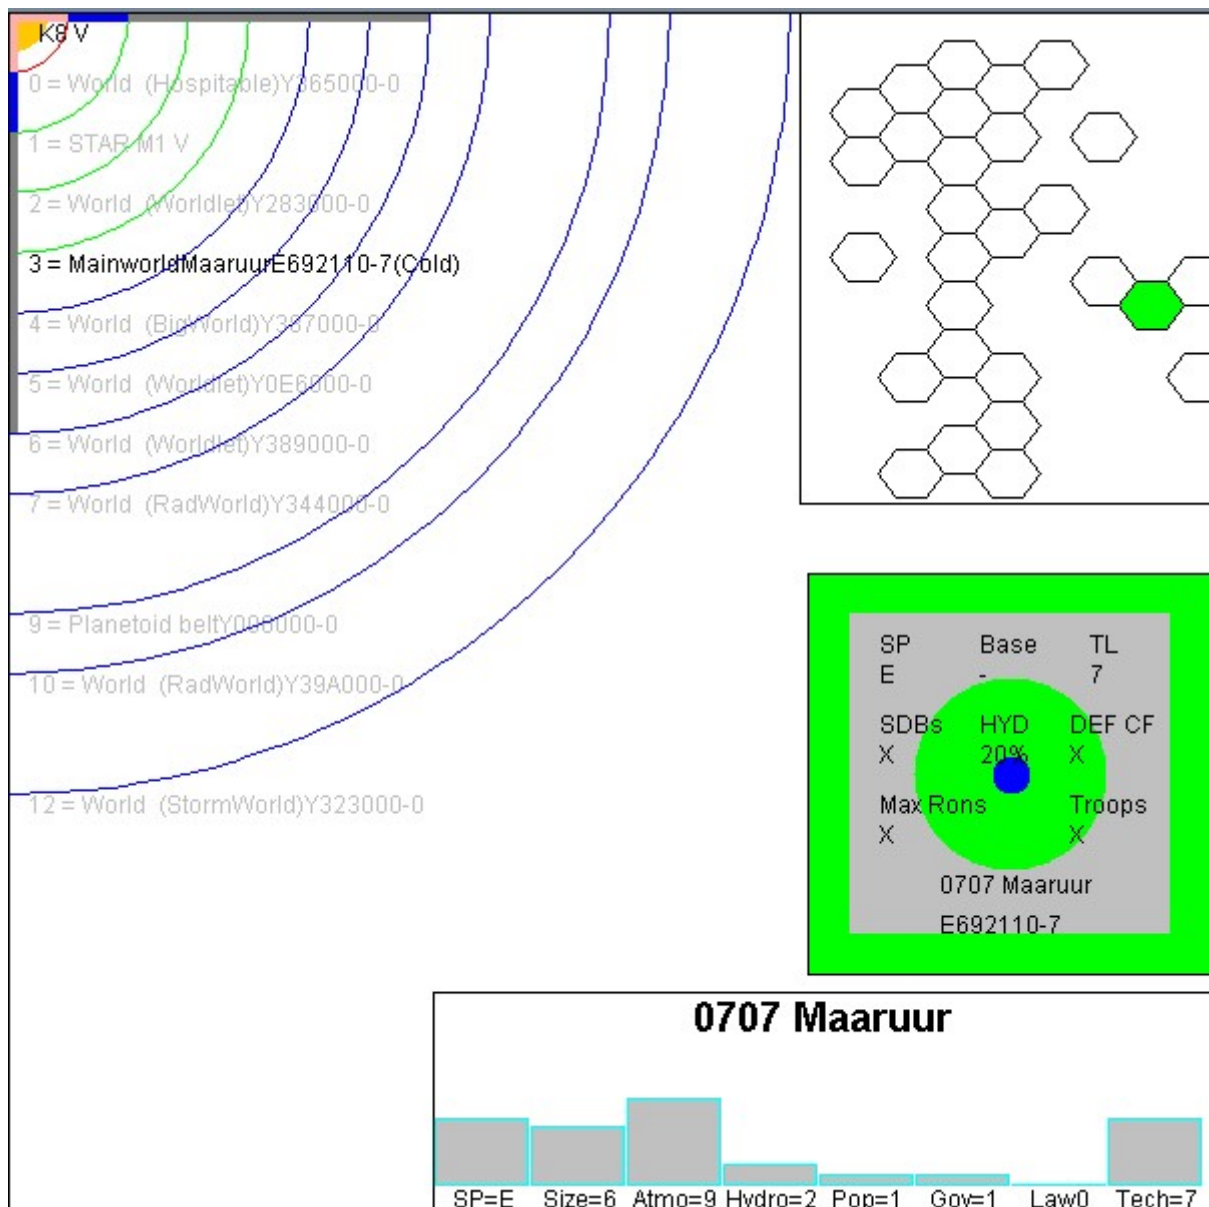 K8 V
0 = World (Hospitable)Y365000-0
1 = STAR M1 V
2 = World (Worldlet)Y283000-0
3 = MainworldMaaruurE692110-7(Cold)
4 = World (BigWorld)Y387000-0
5 = World (Worldlet)Y0E6000-0
6 = World (Worldlet)Y389000-0
7 = World (RadWorld)Y344000-0
9 = Planetoid beltY000000-0
10 = World (RadWorld)Y39A000-0
12 = World (StormWorld)Y323000-0
SP Base TL
E - 7
SDBs HYD DEF CF
X 20% X
Max Rons Troops
X X
0707 Maaruur
E692110-7
0707 Maaruur
SP=E Size=6 Atmo=9 Hydro=2 Pop=1 Gov=1 Law0 Tech=7